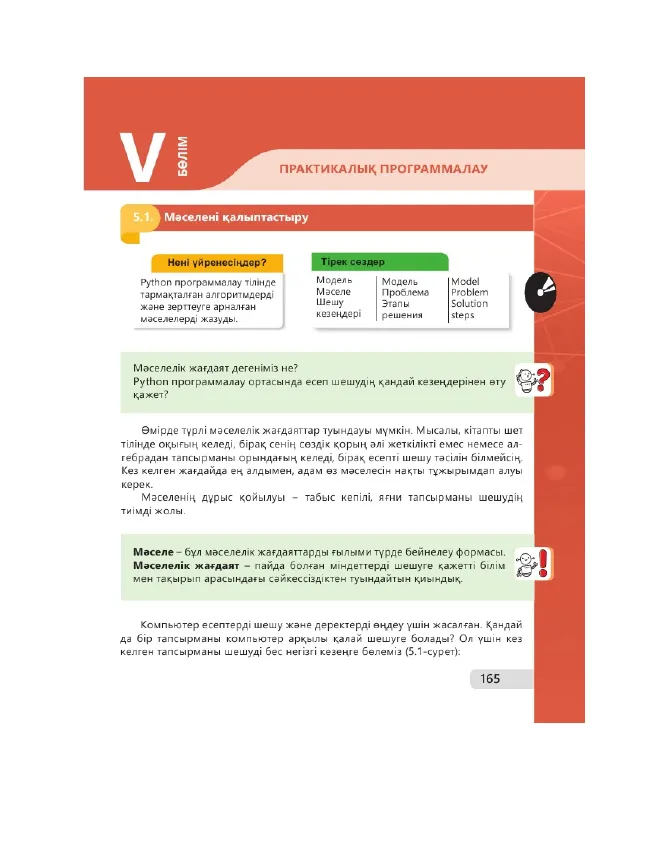 V
БӨЛІМ
ПРАКТИКАЛЫҚ ПРОГРАММАЛАУ
5.1. Мәселені қалыптастыру
Нені үйренесіңдер?
Python программалау тілінде
тармақталған алгоритмдерді
және зерттеуге арналған
мәселелерді жазуды.
Тірек сөздер
Модель
Мәселе
Шешу
кезеңдері
Модель
Проблема
Этапы
решения
Model
Problem
Solution
steps
Мәселелік жағдаят дегеніміз не?
Python программалау ортасында есеп шешудің қандай кезеңдерінен өту
қажет?
Өмірде түрлі мәселелік жағдаяттар туындауы мүмкін. Мысалы, кітапты шет
тілінде оқығың келеді, бірақ сенің сөздік қорың әлі жеткілікті емес немесе ал-
гебрадан тапсырманы орындағың келеді, бірақ есепті шешу тәсілін білмейсің.
Кез келген жағдайда ең алдымен, адам өз мәселесін нақты тұжырымдап алуы
керек.
Мәселенің дұрыс қойылуы – табыс кепілі, яғни тапсырманы шешудің
тиімді жолы.
Мәселе – бұл мәселелік жағдаяттарды ғылыми түрде бейнелеу формасы.
Мәселелік жағдаят – пайда болған міндеттерді шешуге қажетті білім
мен тақырып арасындағы сәйкессіздіктен туындайтын қиындық.
Компьютер есептерді шешу және деректерді өңдеу үшін жасалған. Қандай
да бір тапсырманы компьютер арқылы қалай шешуге болады? Ол үшін кез
келген тапсырманы шешуді бес негізгі кезеңге бөлеміз (5.1-сурет):
165